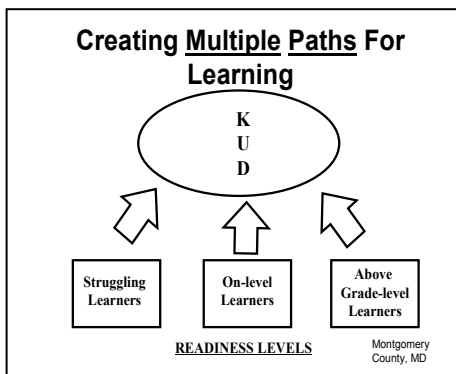 Creating Multiple Paths For
Learning
K
U
D
Struggling
Learners
On-level
Learners
Above
Grade-level
Learners
READINESS LEVELS
Montgomery
County, MD